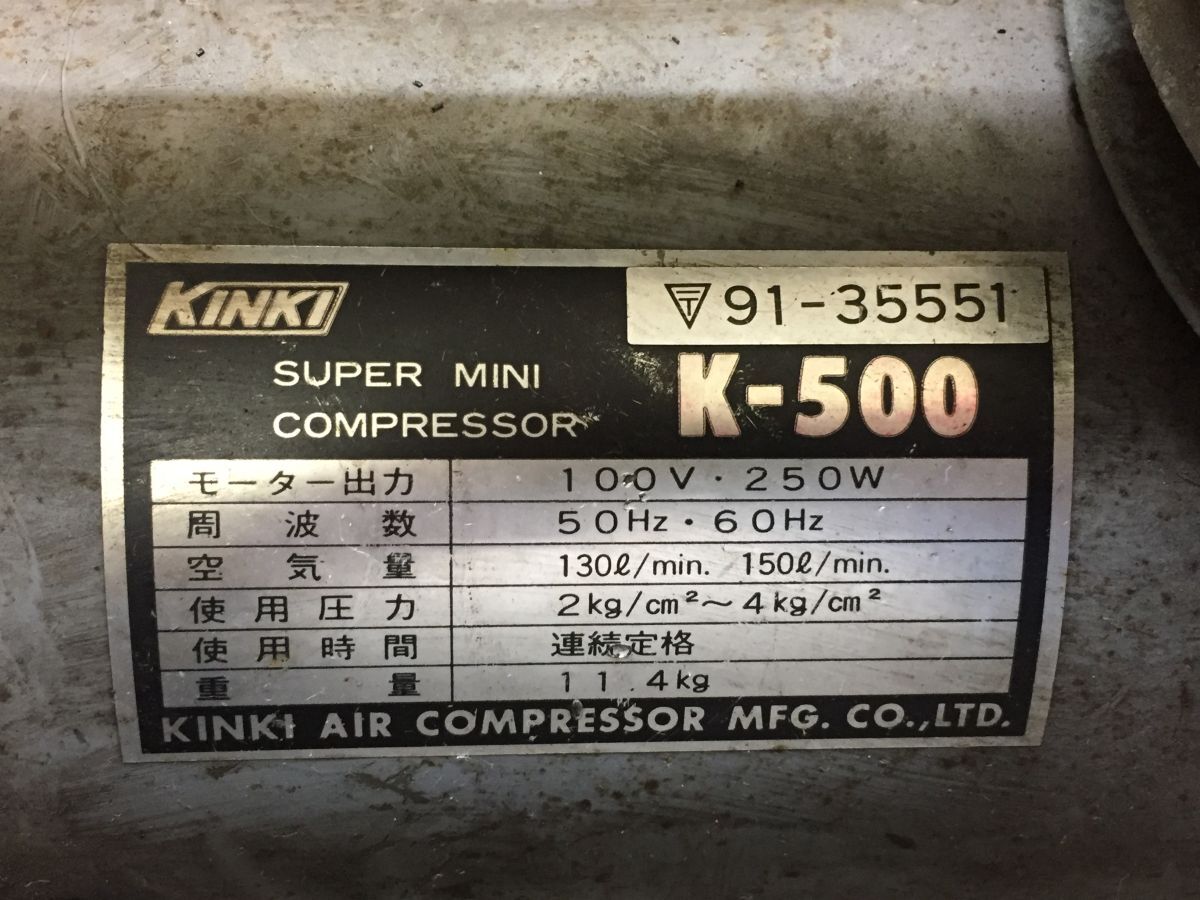 KINKI
91-35551
SUPER MINI
COMPRESSOR
K-500
モーター出力 100V・250W
周波数 50Hz・60Hz
空気量 130ℓ/min. 150ℓ/min.
使用圧力 2kg/cm²〜4kg/cm²
使用時間 連続定格
重量 11.4kg
KINKI AIR COMPRESSOR MFG. CO.,LTD.